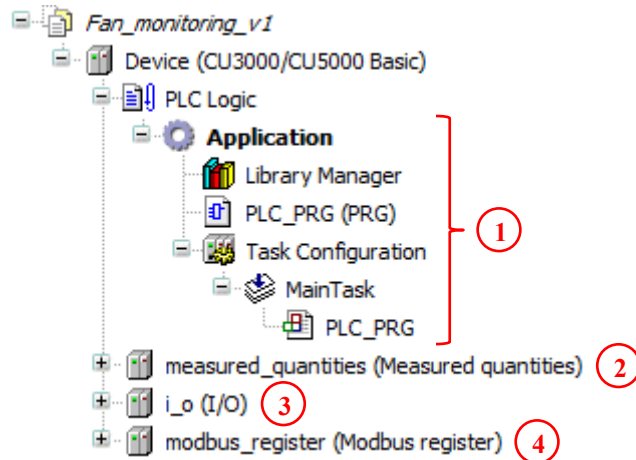 Fan_monitoring_v1
Device (CU3000/CU5000 Basic)
PLC Logic
Application
Library Manager
PLC_PRG (PRG)
1
Task Configuration
MainTask
PLC_PRG
measured_quantities (Measured quantities) 2
i_o (I/O) 3
modbus_register (Modbus register) 4